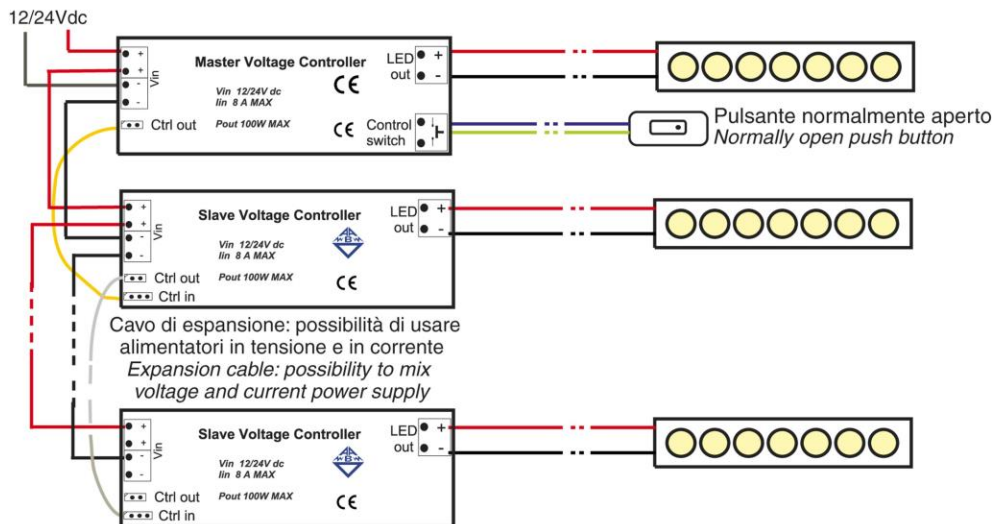 12/24Vdc
Master Voltage Controller
Vin
+
+
-
-
Vin 12/24V dc
Iin 8 A MAX
Pout 100W MAX
CE
CE
Ctrl out
LED + 
out -
Control
switch
Pulsante normalmente aperto
Normally open push button
Slave Voltage Controller
Vin
+
+
-
-
Vin 12/24V dc
Iin 8 A MAX
Pout 100W MAX
B
CE
Ctrl out
Ctrl in
LED +
out -
Cavo di espansione: possibilità di usare
alimentatori in tensione e in corrente
Expansion cable: possibility to mix
voltage and current power supply
Slave Voltage Controller
Vin
+
+
-
-
Vin 12/24V dc
Iin 8 A MAX
Pout 100W MAX
B
CE
Ctrl out
Ctrl in
LED +
out -